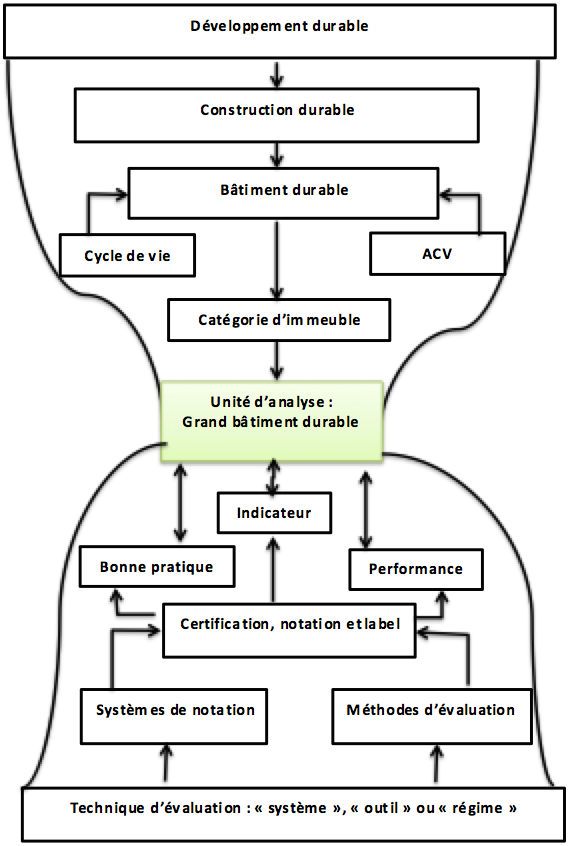 Développement durable
Construction durable
Bâtiment durable
Cycle de vie
ACV
Catégorie d’immeuble
Unité d’analyse :
Grand bâtiment durable
Indicateur
Bonne pratique
Performance
Certification, notation et label
Systèmes de notation
Méthodes d’évaluation
Technique d’évaluation : « système », « outil » ou « régime »